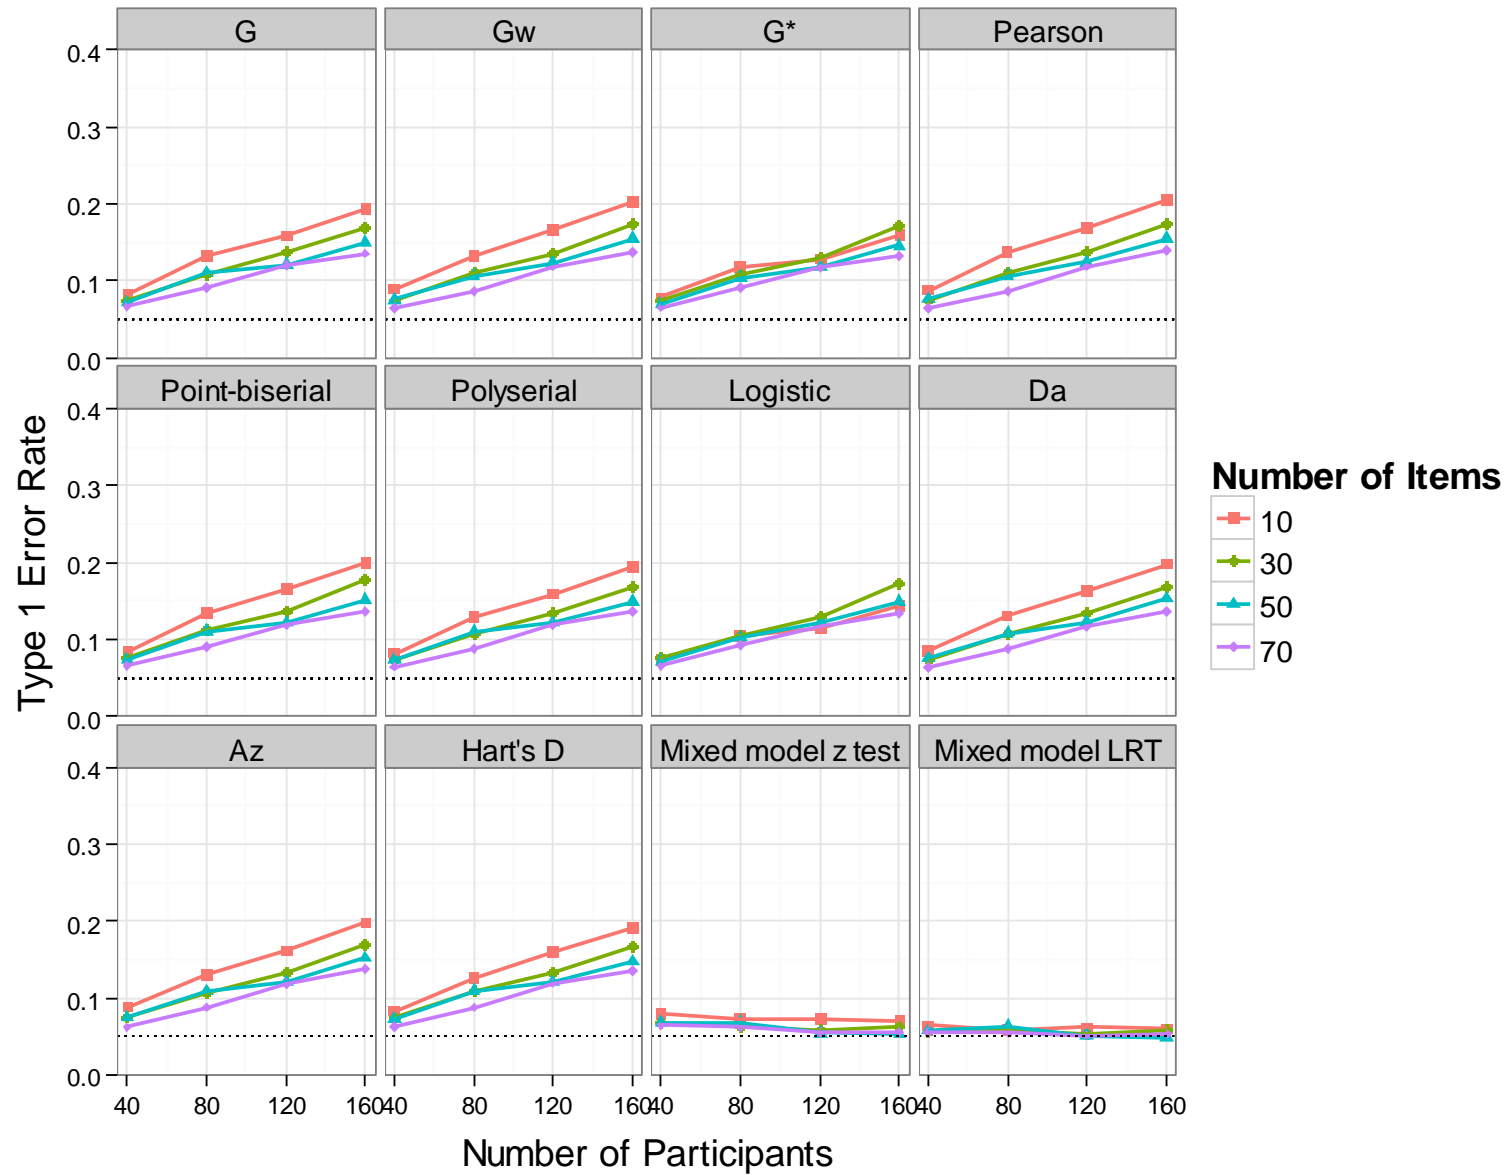 G Gw G* Pearson
0.4
0.3
0.2
0.1
0.0
Point-biserial Polyserial Logistic Da
0.4
0.3
0.2
0.1
0.0
Az Hart's D Mixed model z test Mixed model LRT
0.4
0.3
0.2
0.1
0.0
40 80 120 160 40 80 120 160 40 80 120 160 40 80 120 160
Number of Participants
Type 1 Error Rate
Number of Items
10
30
50
70